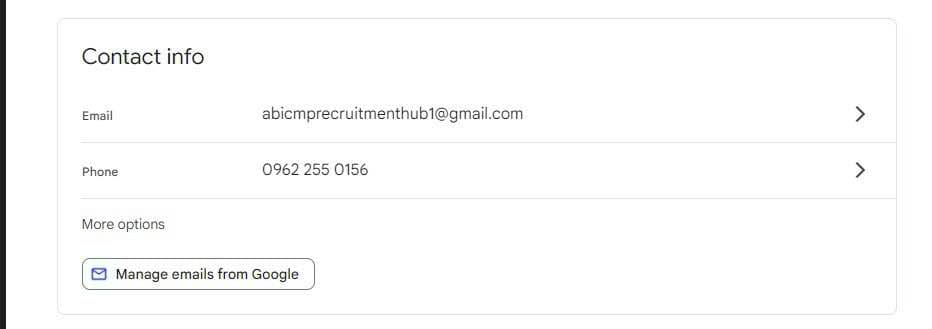 Contact info
Email abicmprecruitmenthub1@gmail.com
Phone 0962 255 0156
More options
Manage emails from Google